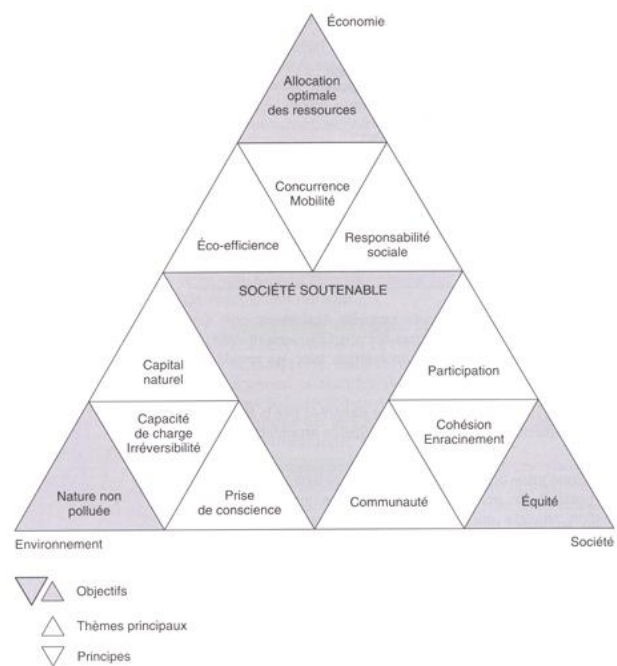 Économie
Allocation
optimale
des ressources
Concurrence
Mobilité
Éco-efficience
Responsabilité
sociale
SOCIÉTÉ SOUTENABLE
Capital
naturel
Participation
Capacité
de charge
Irréversibilité
Cohésion
Enracinement
Nature non
polluée
Prise
de conscience
Communauté
Équité
Environnement
Société
Objectifs
Thèmes principaux
Principes